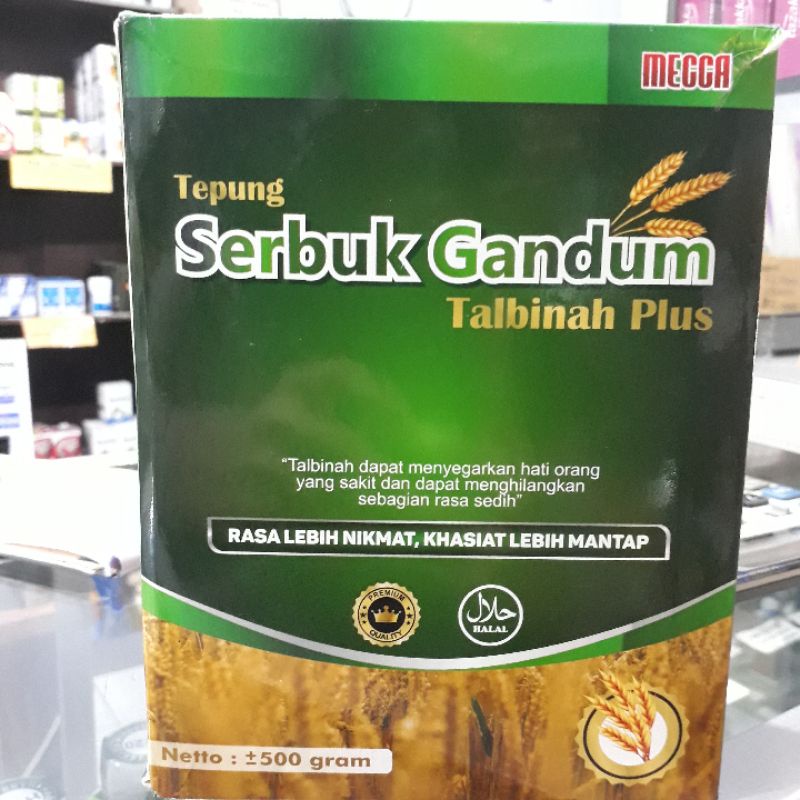 MECCA
Tepung
Serbuk Gandum
Talbinah Plus
“Talbinah dapat menyegarkan hati orang
yang sakit dan dapat menghilangkan
sebagian rasa sedih”
RASA LEBIH NIKMAT, KHASIAT LEBIH MANTAP
PREMIUM
QUALITY
حلال
HALAL
Netto : ±500 gram